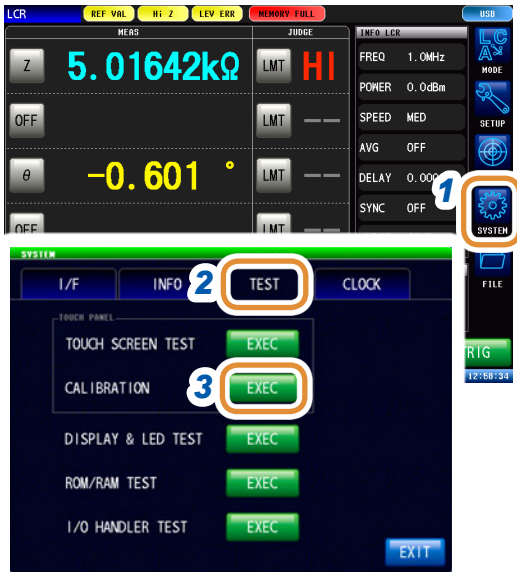 LCR REF VAL Hi Z LEV ERR MEMORY FULL USB
MEAS JUDGE INFO LCR
Z 5.01642kΩ LMT HI
FREQ 1.0MHz
POWER 0.0dBm
OFF LMT -- SPEED MED
AVG OFF
θ -0.601 ° LMT -- DELAY 0.000
SYNC OFF
OFF LMT
LC
A
MODE
SETUP
1
SYSTEM
FILE
RIG
12:58:34
SYSTEM
I/F INFO 2 TEST CLOCK
TOUCH PANEL
TOUCH SCREEN TEST EXEC
CALIBRATION 3 EXEC
DISPLAY & LED TEST EXEC
ROM/RAM TEST EXEC
I/O HANDLER TEST EXEC
EXIT